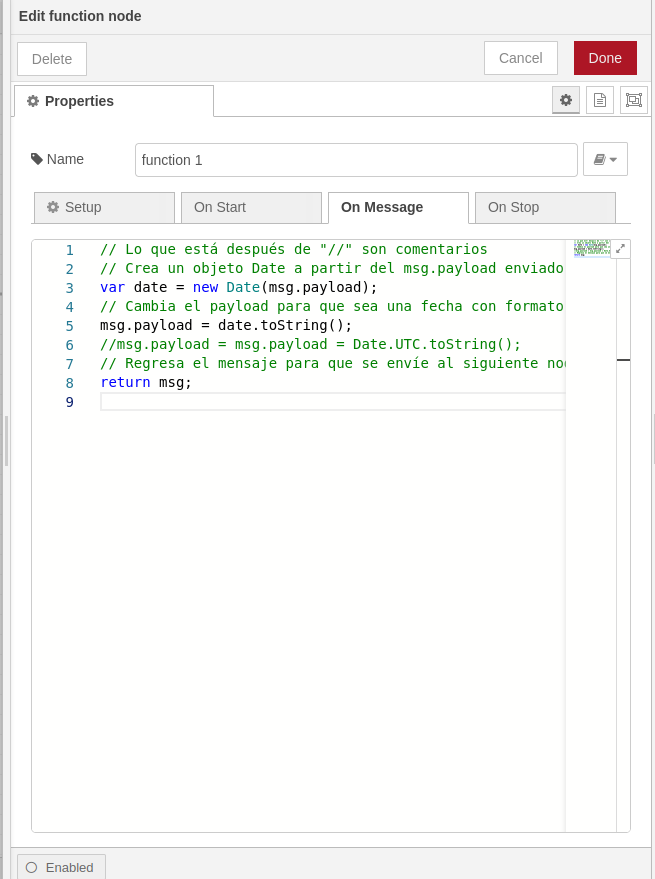 Edit function node
Delete
Cancel
Done
Properties
Name
function 1
Setup
On Start
On Message
On Stop
1 // Lo que está después de "//" son comentarios
2 // Crea un objeto Date a partir del msg.payload enviado
3 var date = new Date(msg.payload);
4 // Cambia el payload para que sea una fecha con formato
5 msg.payload = date.toString();
6 //msg.payload = msg.payload = Date.UTC.toString();
7 // Regresa el mensaje para que se envíe al siguiente
8 return msg;
9
Enabled